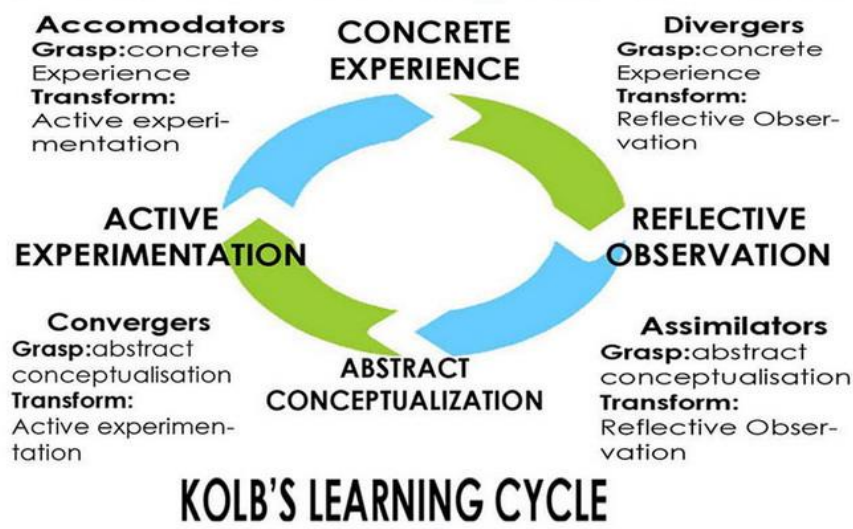 Accomodators
Grasp:concrete
Experience
Transform:
Active experi-
mentation
CONCRETE
EXPERIENCE
Divergers
Grasp:concrete
Experience
Transform:
Reflective Obser-
vation
ACTIVE
EXPERIMENTATION
REFLECTIVE
OBSERVATION
Convergers
Grasp:abstract
conceptualisation
Transform:
Active experimen-
tation
ABSTRACT
CONCEPTUALIZATION
Assimilators
Grasp:abstract
conceptualisation
Transform:
Reflective Obser-
vation
KOLB'S LEARNING CYCLE